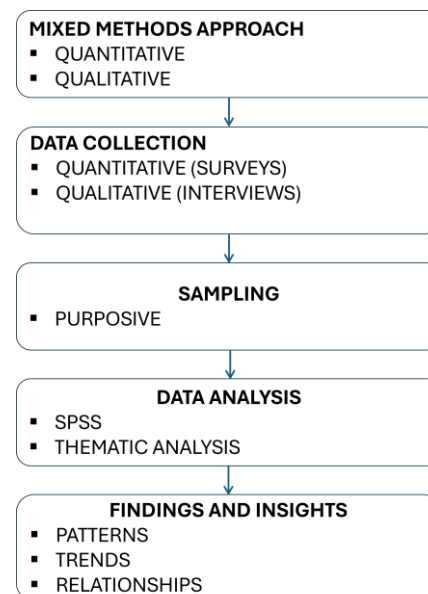 MIXED METHODS APPROACH
▪ QUANTITATIVE
▪ QUALITATIVE
DATA COLLECTION
▪ QUANTITATIVE (SURVEYS)
▪ QUALITATIVE (INTERVIEWS)
SAMPLING
▪ PURPOSIVE
DATA ANALYSIS
▪ SPSS
▪ THEMATIC ANALYSIS
FINDINGS AND INSIGHTS
▪ PATTERNS
▪ TRENDS
▪ RELATIONSHIPS